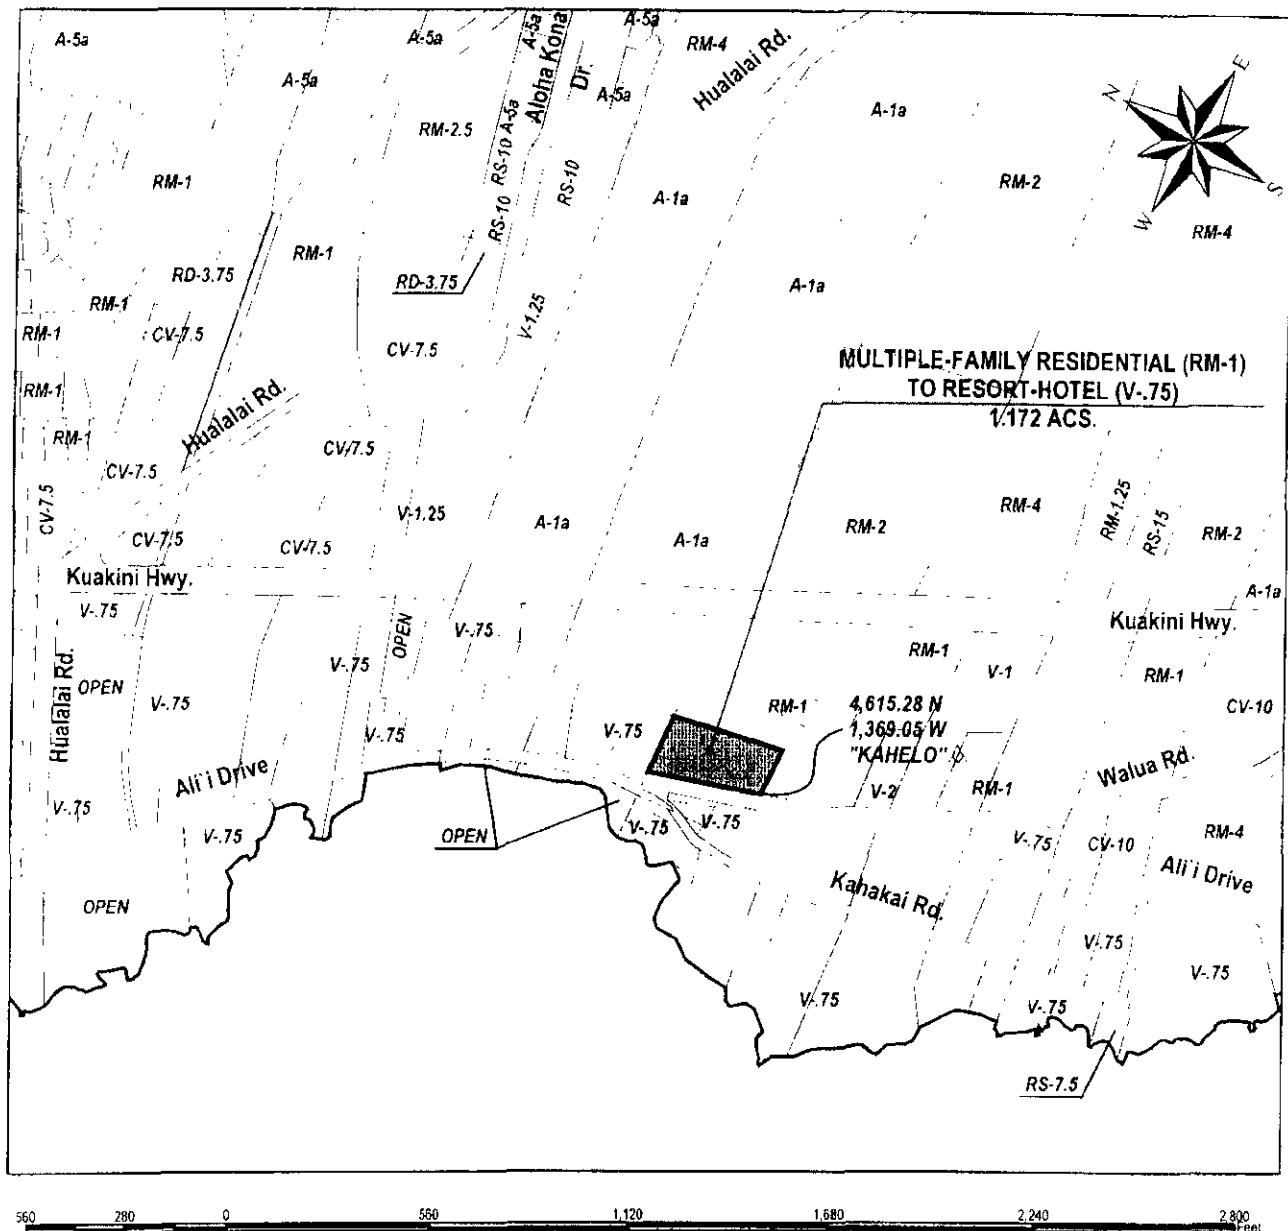 A-5a
A-5a
A-5a
A-5a
RM-4
A-5a
Aloha Kona
Dr.
A-5a
Hualalai Rd.
A-5a
RM-2.5
A-1a
N
E
S
W
RM-1
RS-10
RS-10
RM-2
A-1a
RM-4
RM-1
RS-10
RD-3.75
RD-3.75
A-1a
RM-1
V-1.25
RM-1
CV-7.5
CV-7.5
MULTIPLE-FAMILY RESIDENTIAL (RM-1)
TO RESORT-HOTEL (V-.75)
1.172 ACS.
RM-1
Hualalai Rd.
RM-1
CV-7.5
CV-7.5
CV-7.5
V-1.25
A-1a
A-1a
RM-2
RM-4
RM-1.25
RS-15
RM-2
CV-7.5
CV-7.5
Kuakini Hwy.
A-1a
V-.75
Kuakini Hwy.
OPEN
V-.75
V-.75
RM-1
V-1
RM-1
Hualalai Rd.
OPEN
V-.75
V-.75
V-.75
RM-1
4,615.28 N
1,369.05 W
"KAHELO"
CV-10
Ali'i Drive
Walua Rd.
V-2
RM-1
V-.75
V-.75
OPEN
V-.75
V-.75
V-.75
CV-10
RM-4
Ali'i Drive
Kahakai Rd.
OPEN
V-.75
V-.75
V-.75
V-.75
RS-7.5
560 280 0 560 1,120 1,680 2,240 2,800
Feet